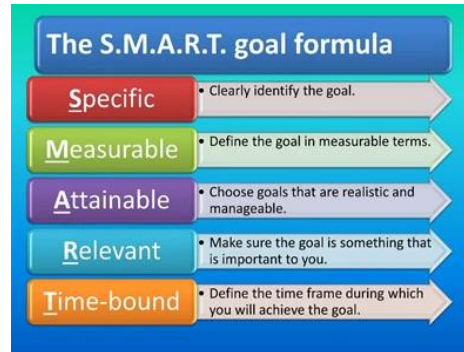 The S.M.A.R.T. goal formula
Specific
• Clearly identify the goal.
Measurable
• Define the goal in measurable terms.
Attainable
• Choose goals that are realistic and
manageable.
Relevant
• Make sure the goal is something that
is important to you.
Time-bound
• Define the time frame during which
you will achieve the goal.